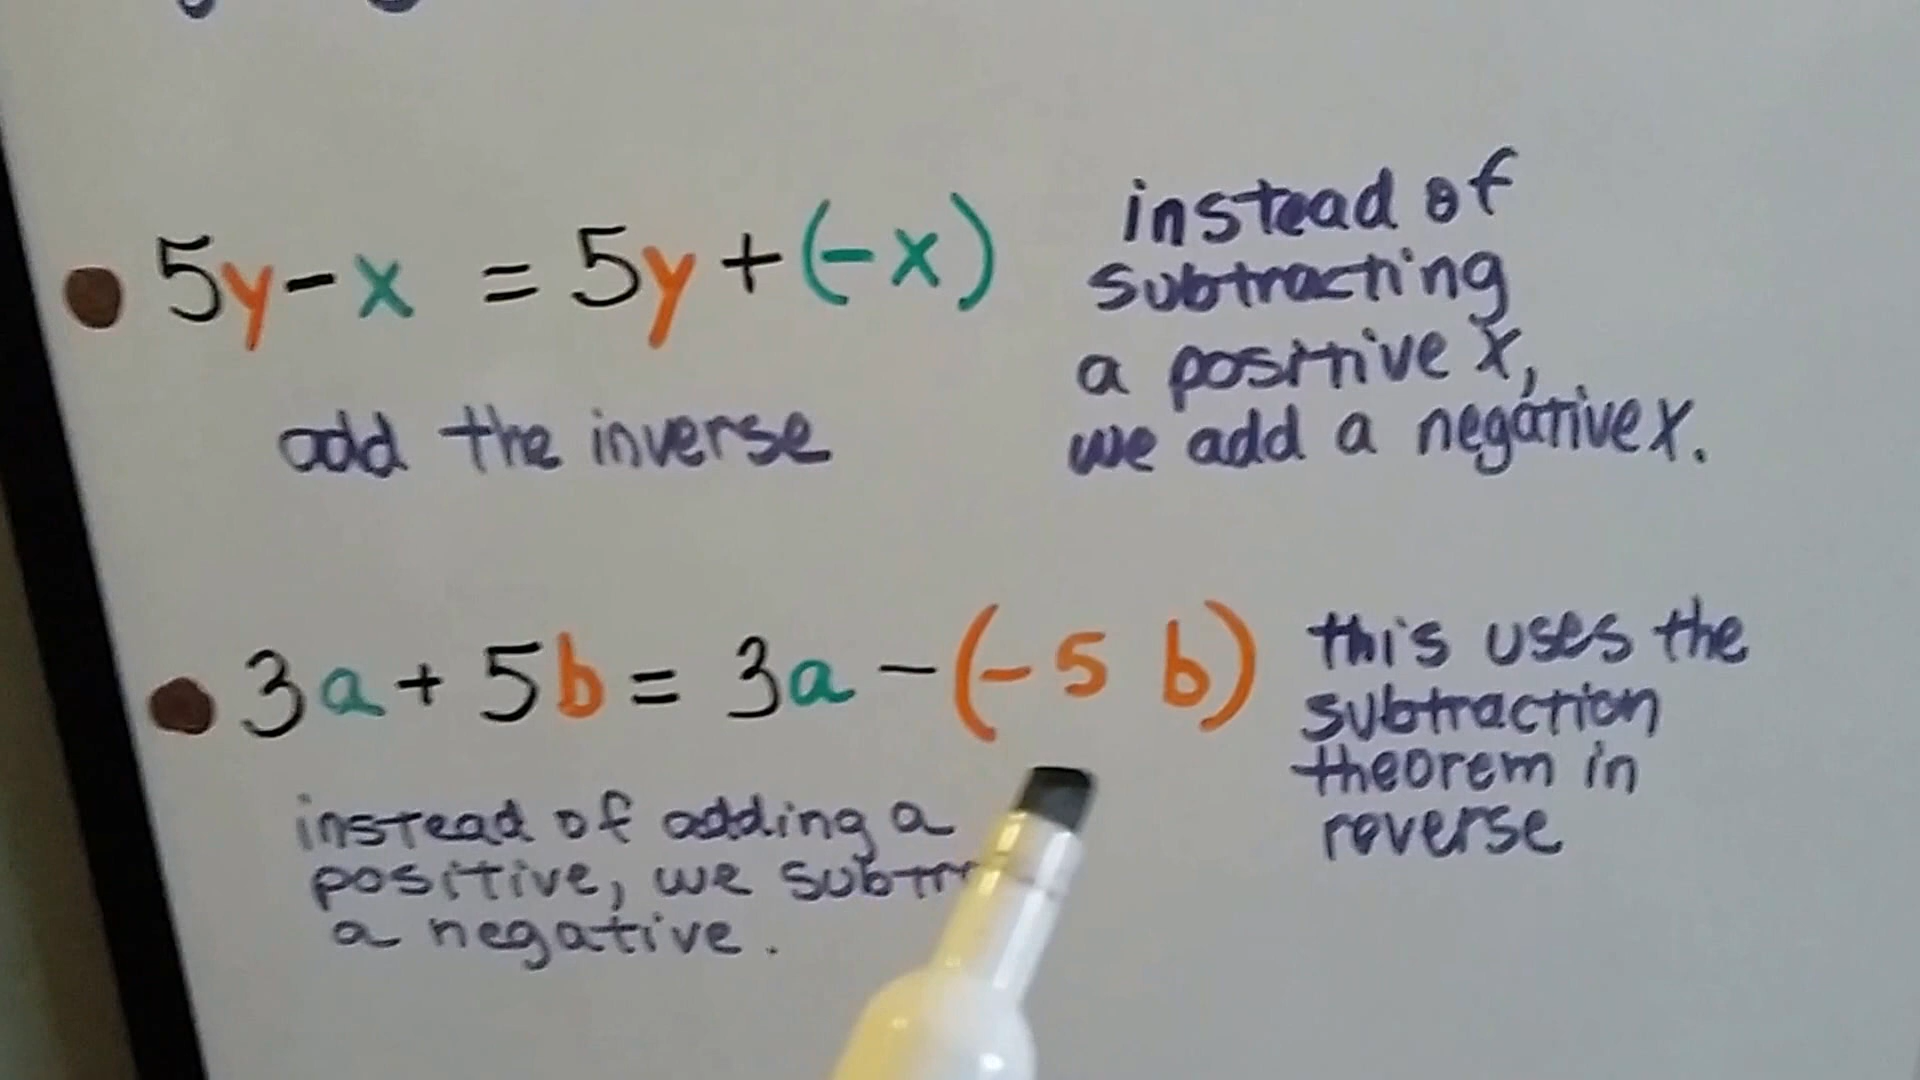 5y - x = 5y + (-x)
add the inverse
instead of
subtracting
a positive x,
we add a negative x.
3a + 5b = 3a - (-5 b)
instead of adding a
positive, we
a negative.
this uses the
subtraction
theorem in
reverse